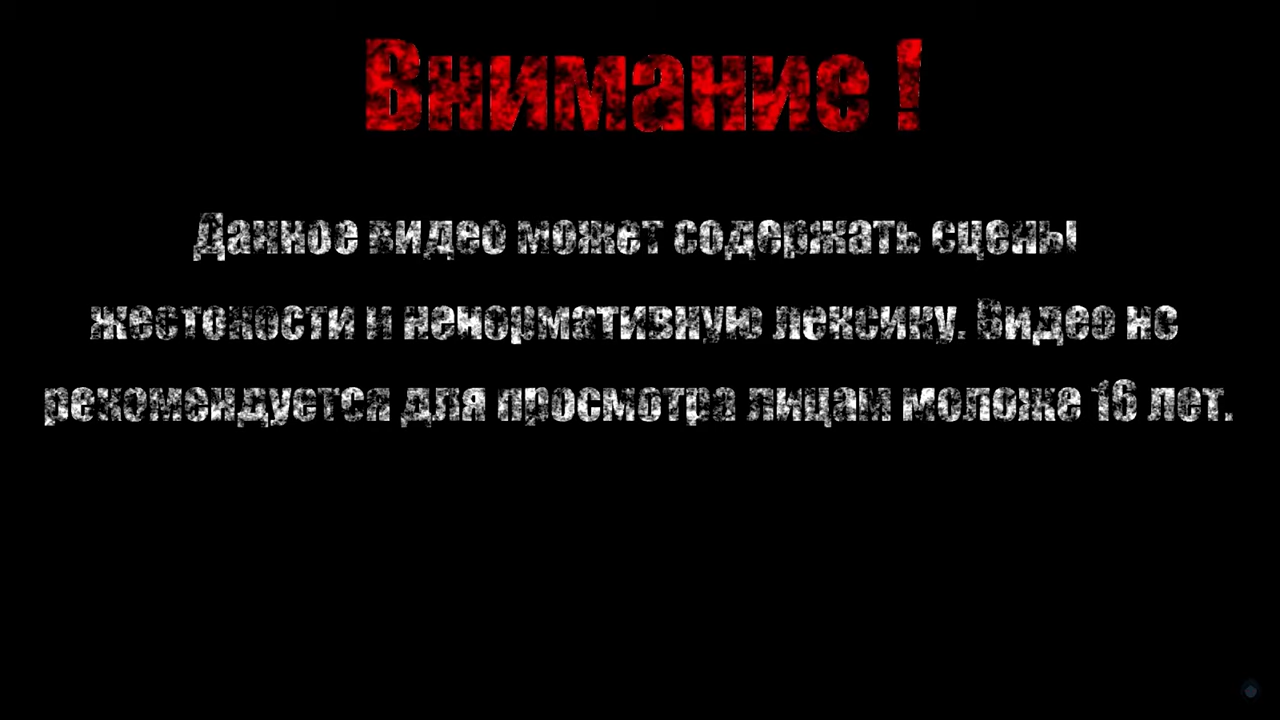 Внимание !
Данное видео может содержать сцены
жестокости и ненормативную лексику. Видео не
рекомендуется для просмотра лицам моложе 16 лет.